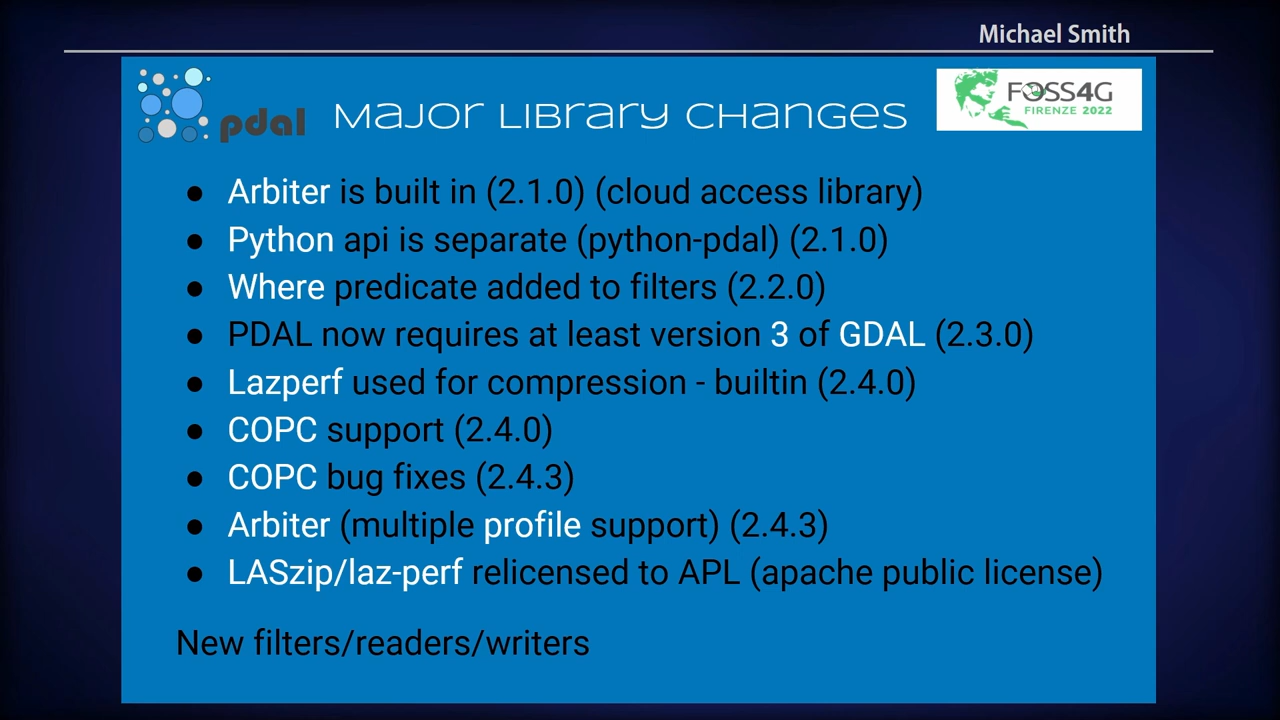 Michael Smith
pdal
Major Library Changes
FOSS4G
FIRENZE 2022
● Arbiter is built in (2.1.0) (cloud access library)
● Python api is separate (python-pdal) (2.1.0)
● Where predicate added to filters (2.2.0)
● PDAL now requires at least version 3 of GDAL (2.3.0)
● Lazperf used for compression - builtin (2.4.0)
● COPC support (2.4.0)
● COPC bug fixes (2.4.3)
● Arbiter (multiple profile support) (2.4.3)
● LASzip/laz-perf relicensed to APL (apache public license)
New filters/readers/writers